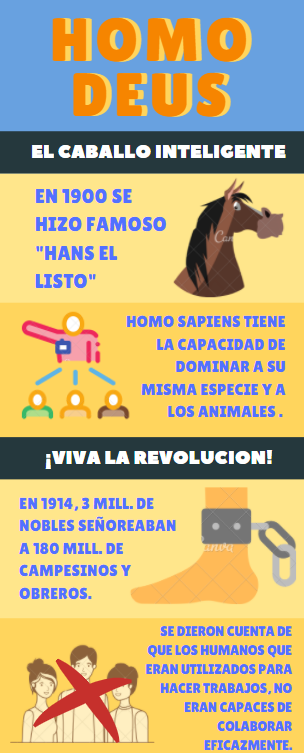 HOMO
DEUS
EL CABALLO INTELIGENTE
EN 1900 SE
HIZO FAMOSO
"HANS EL
LISTO"
Can
HOMO SAPIENS TIENE
LA CAPACIDAD DE
DOMINAR A SU
MISMA ESPECIE Y A
LOS ANIMALES .
¡VIVA LA REVOLUCION!
EN 1914, 3 MILL. DE
NOBLES SEÑOREABAN
A 180 MILL. DE
CAMPESINOS Y
OBREROS.
Canva
SE DIERON CUENTA DE
QUE LOS HUMANOS QUE
ERAN UTILIZADOS PARA
HACER TRABAJOS, NO
ERAN CAPACES DE
COLABORAR
EFICAZMENTE.